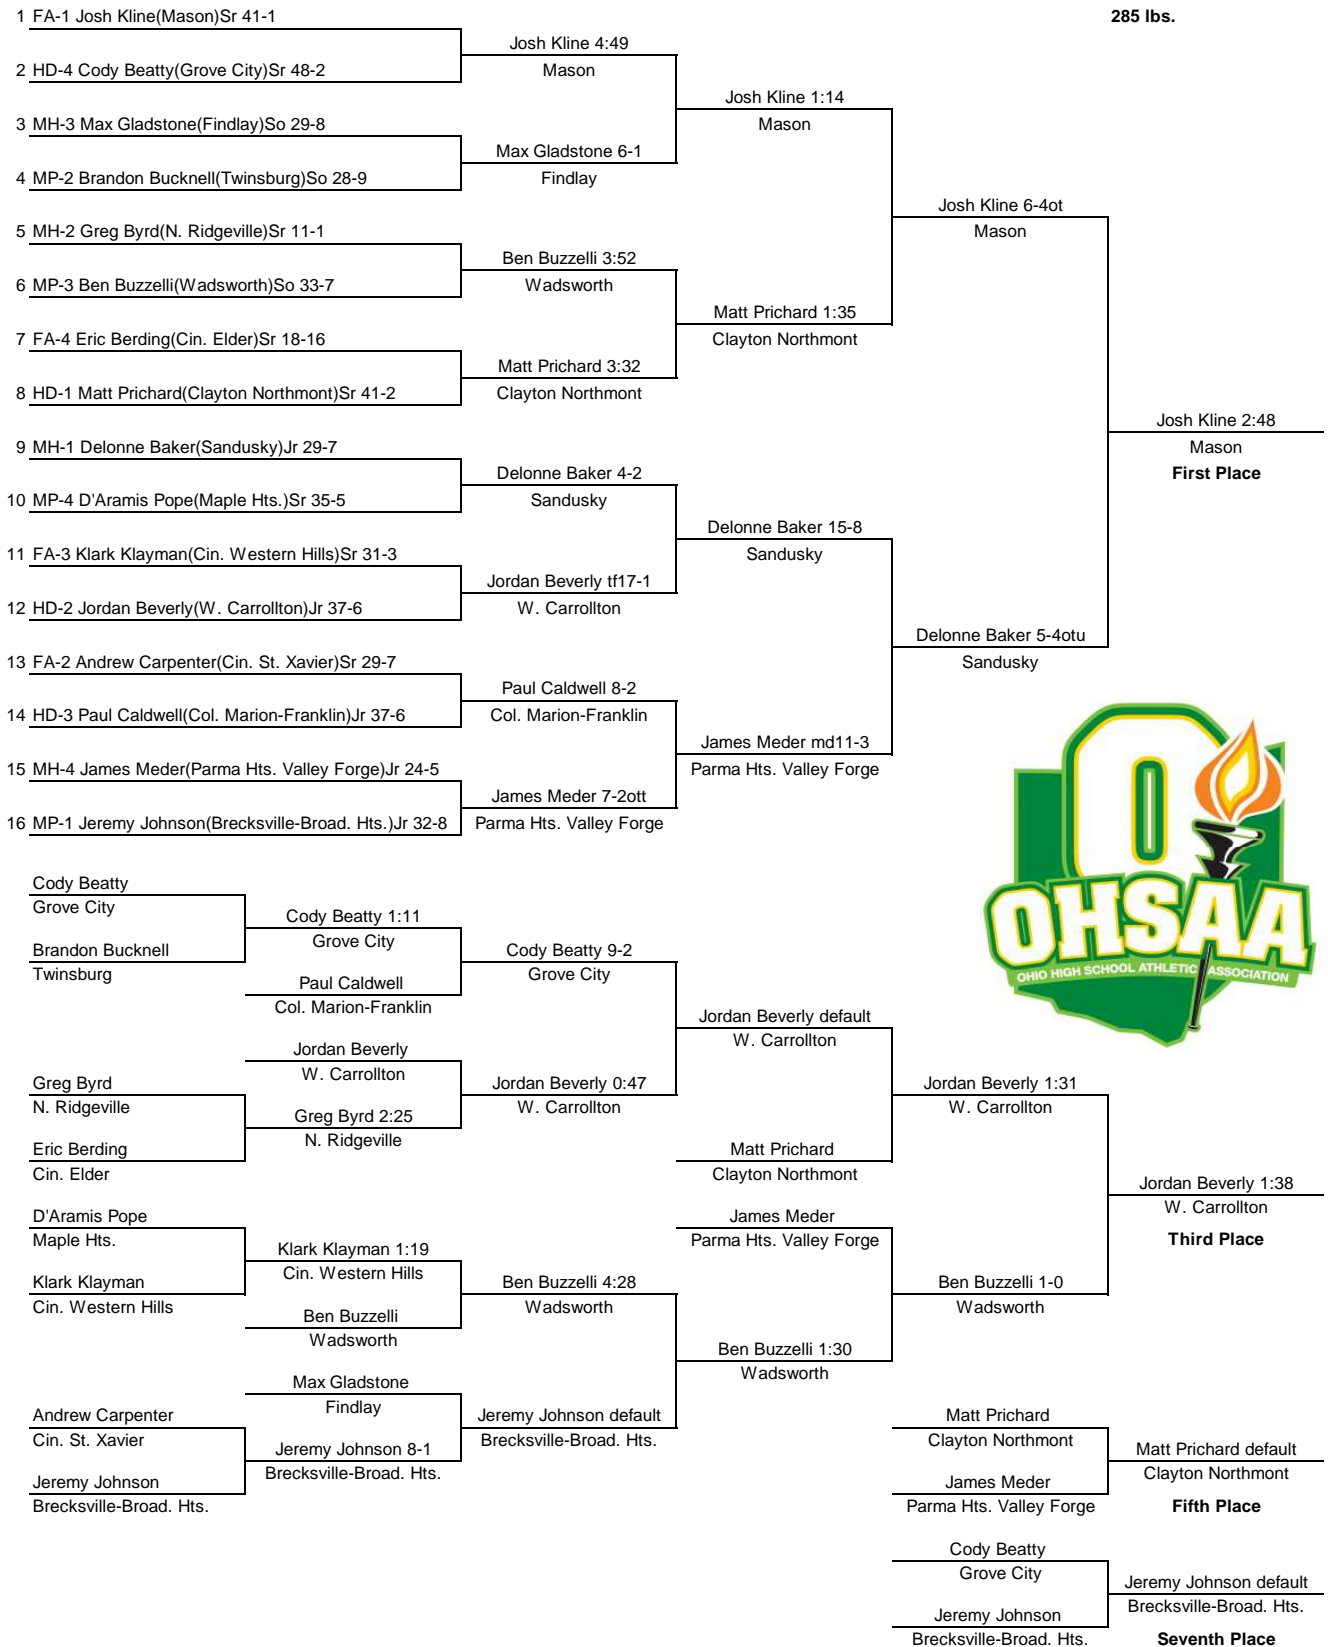 285 lbs.
1 FA-1 Josh Kline(Mason)Sr 41-1
2 HD-4 Cody Beatty(Grove City)Sr 48-2
3 MH-3 Max Gladstone(Findlay)So 29-8
4 MP-2 Brandon Bucknell(Twinsburg)So 28-9
5 MH-2 Greg Byrd(N. Ridgeville)Sr 11-1
6 MP-3 Ben Buzzelli(Wadsworth)So 33-7
7 FA-4 Eric Berding(Cin. Elder)Sr 18-16
8 HD-1 Matt Prichard(Clayton Northmont)Sr 41-2
9 MH-1 Delonne Baker(Sandusky)Jr 29-7
10 MP-4 D'Aramis Pope(Maple Hts.)Sr 35-5
11 FA-3 Klark Klayman(Cin. Western Hills)Sr 31-3
12 HD-2 Jordan Beverly(W. Carrollton)Jr 37-6
13 FA-2 Andrew Carpenter(Cin. St. Xavier)Sr 29-7
14 HD-3 Paul Caldwell(Col. Marion-Franklin)Jr 37-6
15 MH-4 James Meder(Parma Hts. Valley Forge)Jr 24-5
16 MP-1 Jeremy Johnson(Brecksville-Broad. Hts.)Jr 32-8
Josh Kline 4:49
Mason
Max Gladstone 6-1
Findlay
Ben Buzzelli 3:52
Wadsworth
Matt Prichard 3:32
Clayton Northmont
Delonne Baker 4-2
Sandusky
Jordan Beverly tf17-1
W. Carrollton
Paul Caldwell 8-2
Col. Marion-Franklin
James Meder 7-2ott
Parma Hts. Valley Forge
Josh Kline 1:14
Mason
Matt Prichard 1:35
Clayton Northmont
Delonne Baker 15-8
Sandusky
James Meder md11-3
Parma Hts. Valley Forge
Josh Kline 6-4ot
Mason
Delonne Baker 5-4otu
Sandusky
Josh Kline 2:48
Mason
First Place
O
OHSAA
OHIO HIGH SCHOOL ATHLETIC ASSOCIATION
Cody Beatty
Grove City
Brandon Bucknell
Twinsburg
Greg Byrd
N. Ridgeville
Eric Berding
Cin. Elder
D'Aramis Pope
Maple Hts.
Klark Klayman
Cin. Western Hills
Andrew Carpenter
Cin. St. Xavier
Jeremy Johnson
Brecksville-Broad. Hts.
Cody Beatty 1:11
Grove City
Paul Caldwell
Col. Marion-Franklin
Jordan Beverly
W. Carrollton
Greg Byrd 2:25
N. Ridgeville
Klark Klayman 1:19
Cin. Western Hills
Ben Buzzelli
Wadsworth
Max Gladstone
Findlay
Jeremy Johnson 8-1
Brecksville-Broad. Hts.
Cody Beatty 9-2
Grove City
Jordan Beverly 0:47
W. Carrollton
Ben Buzzelli 4:28
Wadsworth
Jeremy Johnson default
Brecksville-Broad. Hts.
Jordan Beverly default
W. Carrollton
Matt Prichard
Clayton Northmont
James Meder
Parma Hts. Valley Forge
Ben Buzzelli 1:30
Wadsworth
Jordan Beverly 1:31
W. Carrollton
Ben Buzzelli 1-0
Wadsworth
Jordan Beverly 1:38
W. Carrollton
Third Place
Matt Prichard
Clayton Northmont
James Meder
Parma Hts. Valley Forge
Matt Prichard default
Clayton Northmont
Fifth Place
Cody Beatty
Grove City
Jeremy Johnson
Brecksville-Broad. Hts.
Jeremy Johnson default
Brecksville-Broad. Hts.
Seventh Place